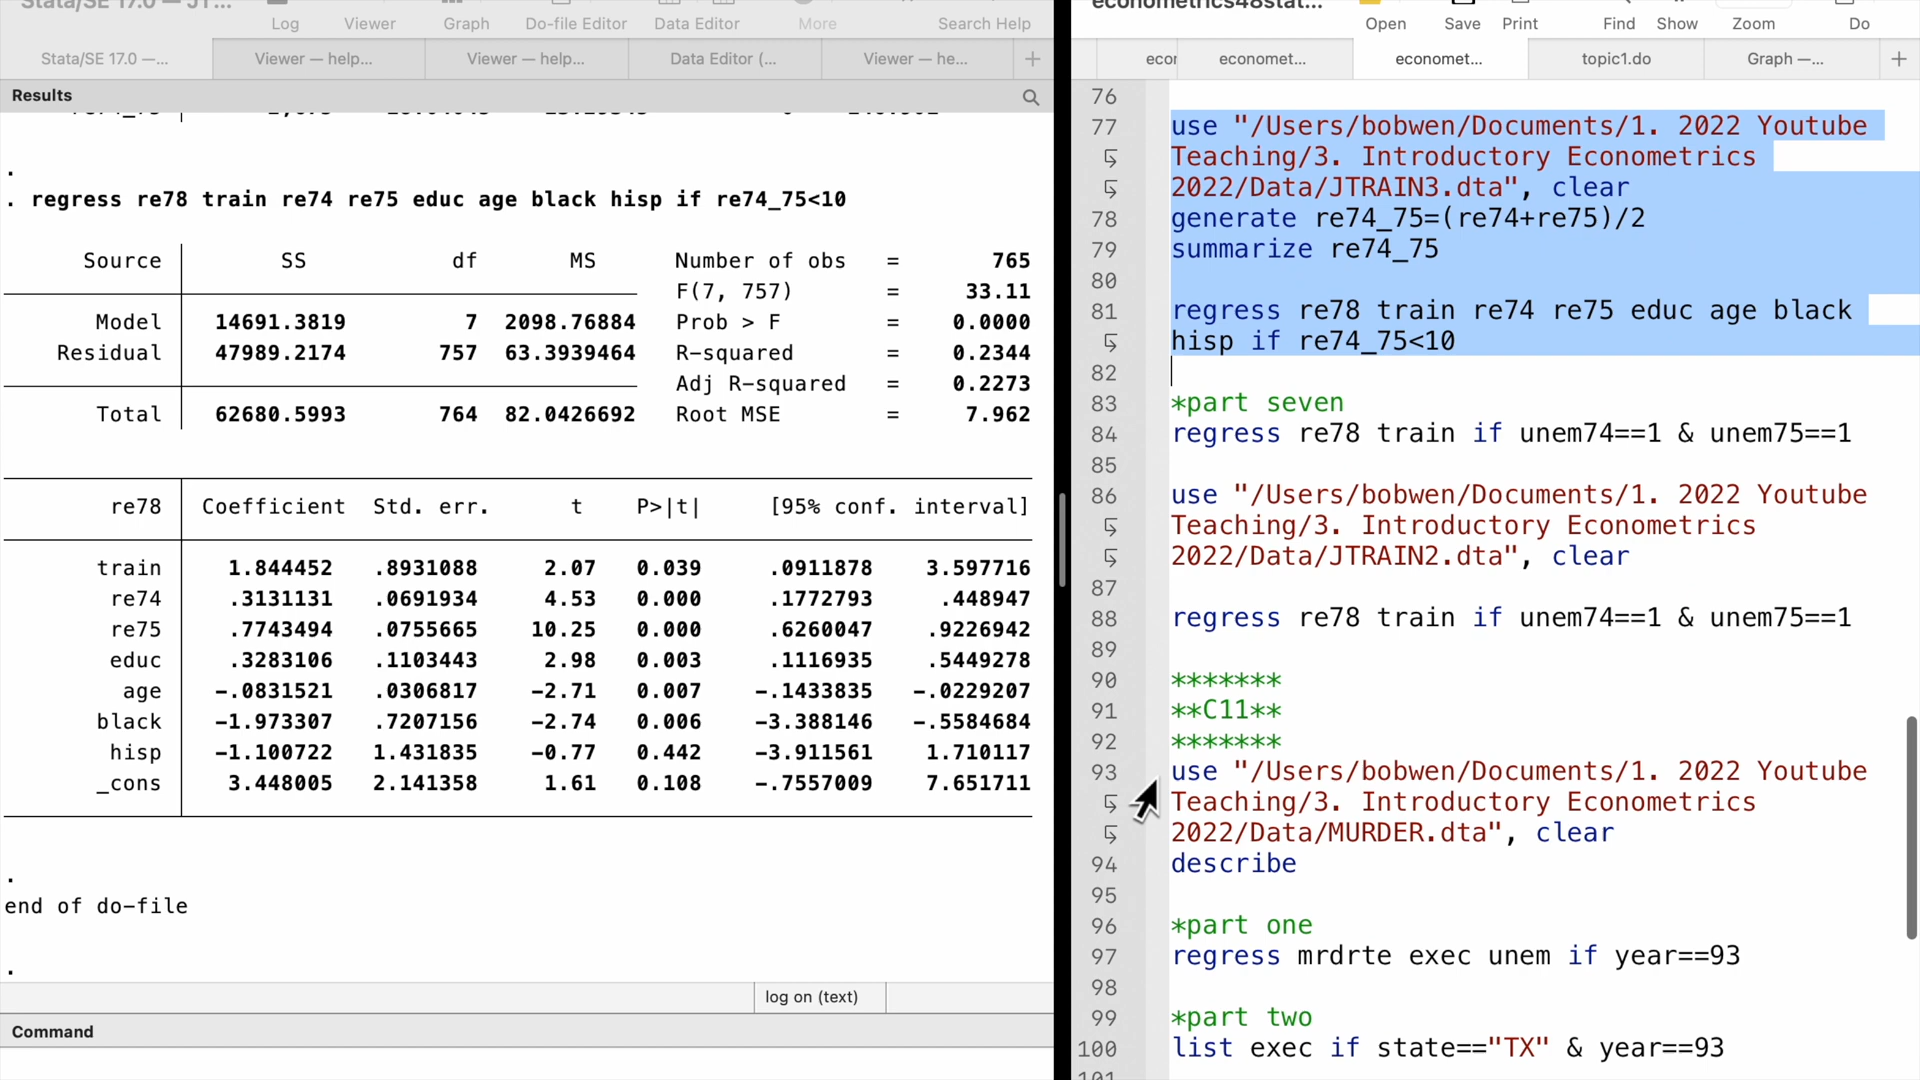 Stata/SE 17.0 — JT...
Log Viewer Graph Do-file Editor Data Editor More Search Help
Stata/SE 17.0 —... Viewer — help... Viewer — help... Data Editor (... Viewer — he... +
Results
.
. regress re78 train re74 re75 educ age black hisp if re74_75<10
Source SS df MS Number of obs = 765
F(7, 757) = 33.11
Model 14691.3819 7 2098.76884 Prob > F = 0.0000
Residual 47989.2174 757 63.3939464 R-squared = 0.2344
Adj R-squared = 0.2273
Total 62680.5993 764 82.0426692 Root MSE = 7.962
re78 Coefficient Std. err. t P>|t| [95% conf. interval]
train 1.844452 .8931088 2.07 0.039 .0911878 3.597716
re74 .3131131 .0691934 4.53 0.000 .1772793 .448947
re75 .7743494 .0755665 10.25 0.000 .6260047 .9226942
educ .3283106 .1103443 2.98 0.003 .1116935 .5449278
age -.0831521 .0306817 -2.71 0.007 -.1433835 -.0229207
black -1.973307 .7207156 -2.74 0.006 -3.388146 -.5584684
hisp -1.100722 1.431835 -0.77 0.442 -3.911561 1.710117
_cons 3.448005 2.141358 1.61 0.108 -.7557009 7.651711
.
end of do-file
.
log on (text)
Command
econometrics48stat...
Open Save Print Find Show Zoom Do
econ economet... economet... topic1.do Graph —... +
76
77 use "/Users/bobwen/Documents/1. 2022 Youtube
Teaching/3. Introductory Econometrics
2022/Data/JTRAIN3.dta", clear
78 generate re74_75=(re74+re75)/2
79 summarize re74_75
80
81 regress re78 train re74 re75 educ age black
hisp if re74_75<10
82
83 *part seven
84 regress re78 train if unem74==1 & unem75==1
85
86 use "/Users/bobwen/Documents/1. 2022 Youtube
Teaching/3. Introductory Econometrics
2022/Data/JTRAIN2.dta", clear
87
88 regress re78 train if unem74==1 & unem75==1
89
90 *******
91 **C11**
92 *******
93 use "/Users/bobwen/Documents/1. 2022 Youtube
Teaching/3. Introductory Econometrics
2022/Data/MURDER.dta", clear
94 describe
95
96 *part one
97 regress mrdrte exec unem if year==93
98
99 *part two
100 list exec if state=="TX" & year==93
101